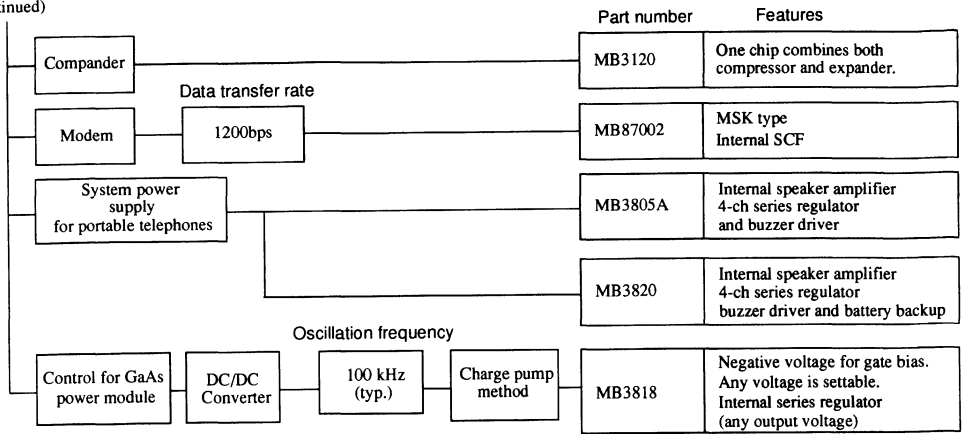 tinued)
Part number
Features
Compander
MB3120
One chip combines both
compressor and expander.
Data transfer rate
Modem
1200bps
MB87002
MSK type
Internal SCF
System power
supply
for portable telephones
MB3805A
Internal speaker amplifier
4-ch series regulator
and buzzer driver
MB3820
Internal speaker amplifier
4-ch series regulator
buzzer driver and battery backup
Oscillation frequency
Control for GaAs
power module
DC/DC
Converter
100 kHz
(typ.)
Charge pump
method
MB3818
Negative voltage for gate bias.
Any voltage is settable.
Internal series regulator
(any output voltage)